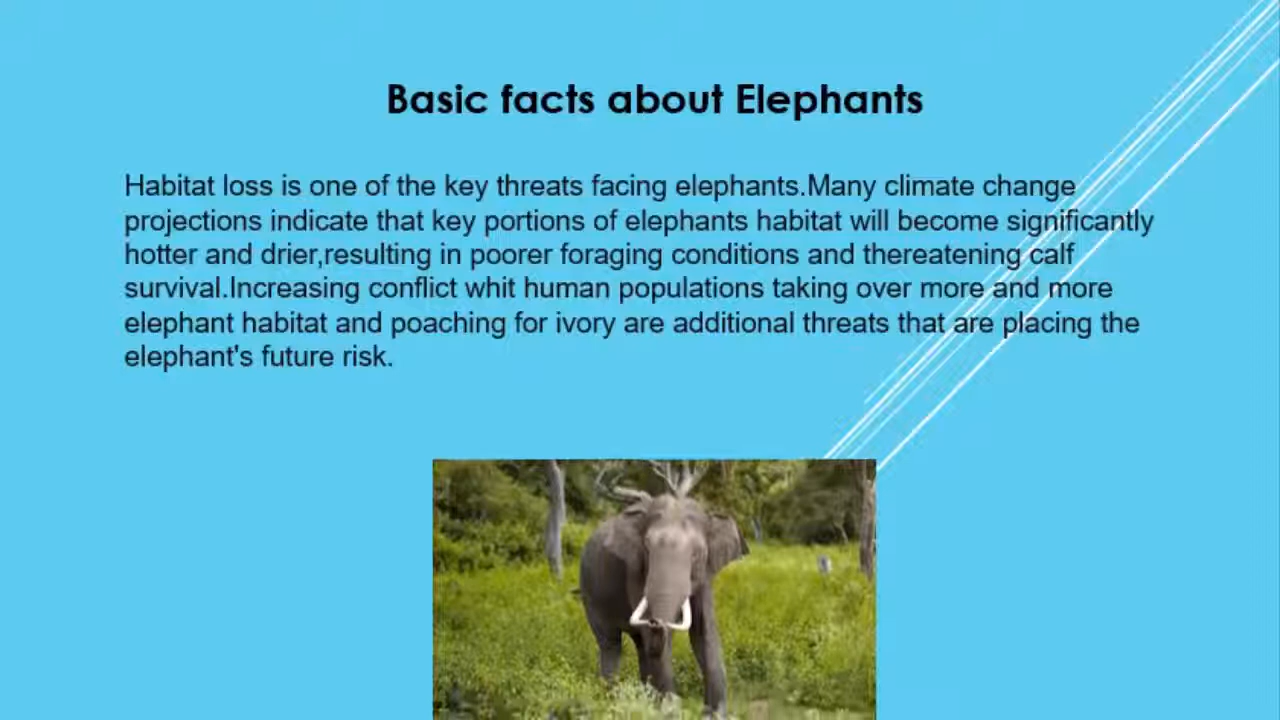 Basic facts about Elephants
Habitat loss is one of the key threats facing elephants.Many climate change
projections indicate that key portions of elephants habitat will become significantly
hotter and drier,resulting in poorer foraging conditions and thereatening calf
survival.Increasing conflict whit human populations taking over more and more
elephant habitat and poaching for ivory are additional threats that are placing the
elephant's future risk.